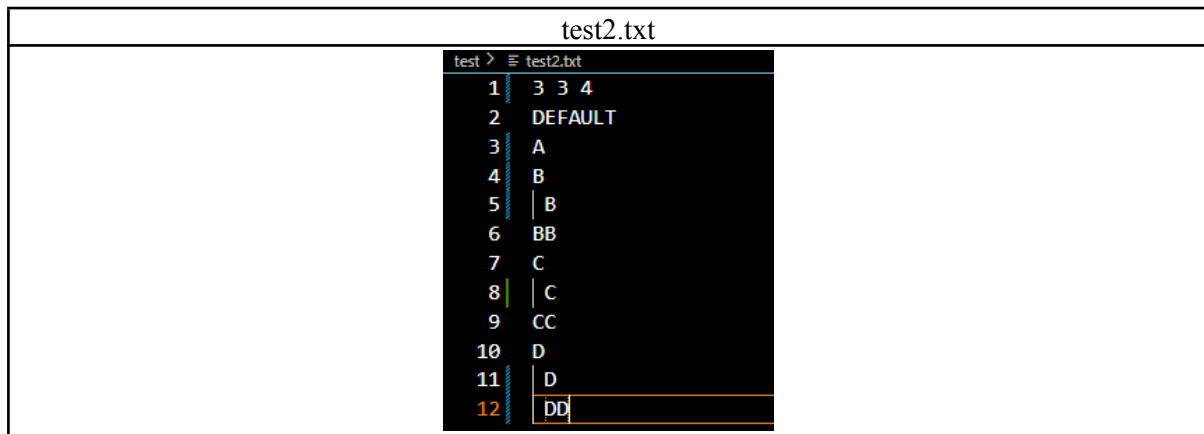 test2.txt
test > test2.txt
1 3 3 4
2 DEFAULT
3 A
4 B
5  B
6 BB
7 C
8  C
9 CC
10 D
11  D
12  DD